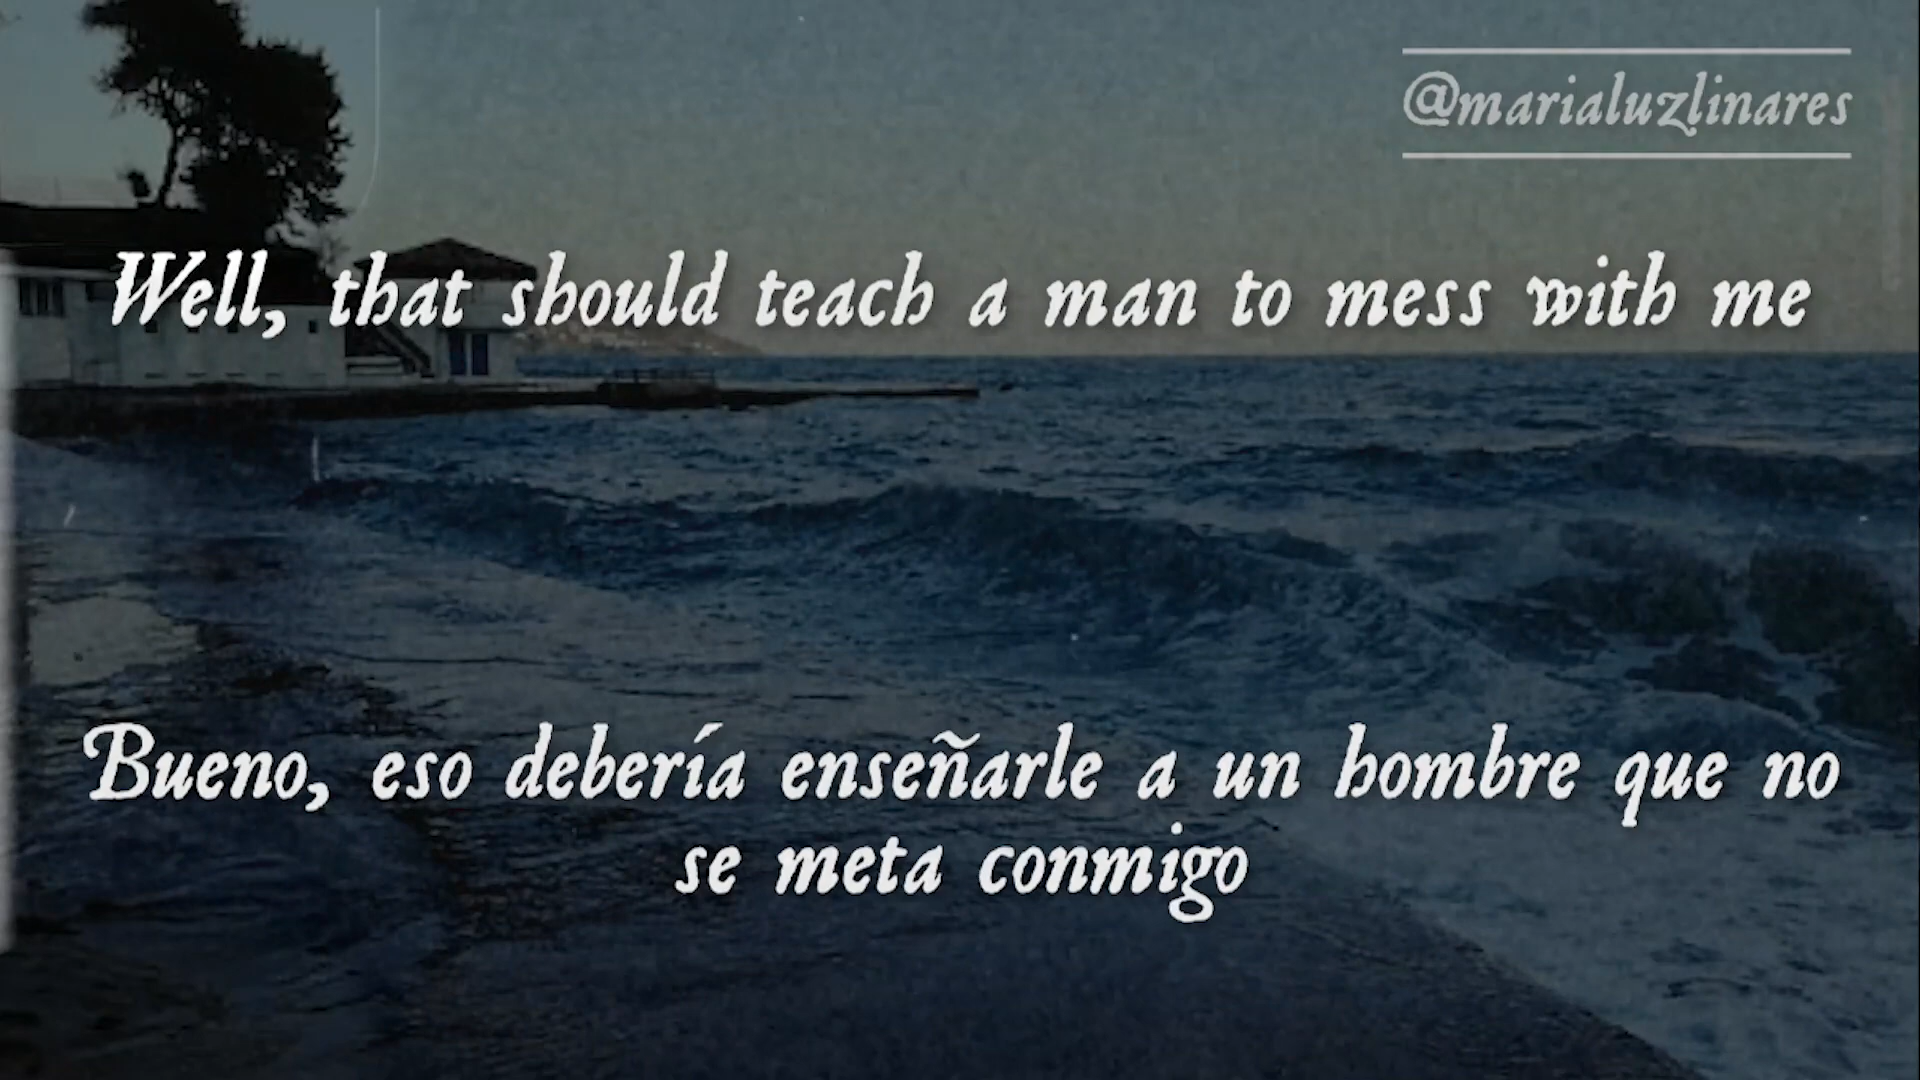 @marialuzlinares
Well, that should teach a man to mess with me
Bueno, eso debería enseñarle a un hombre que no
se meta conmigo